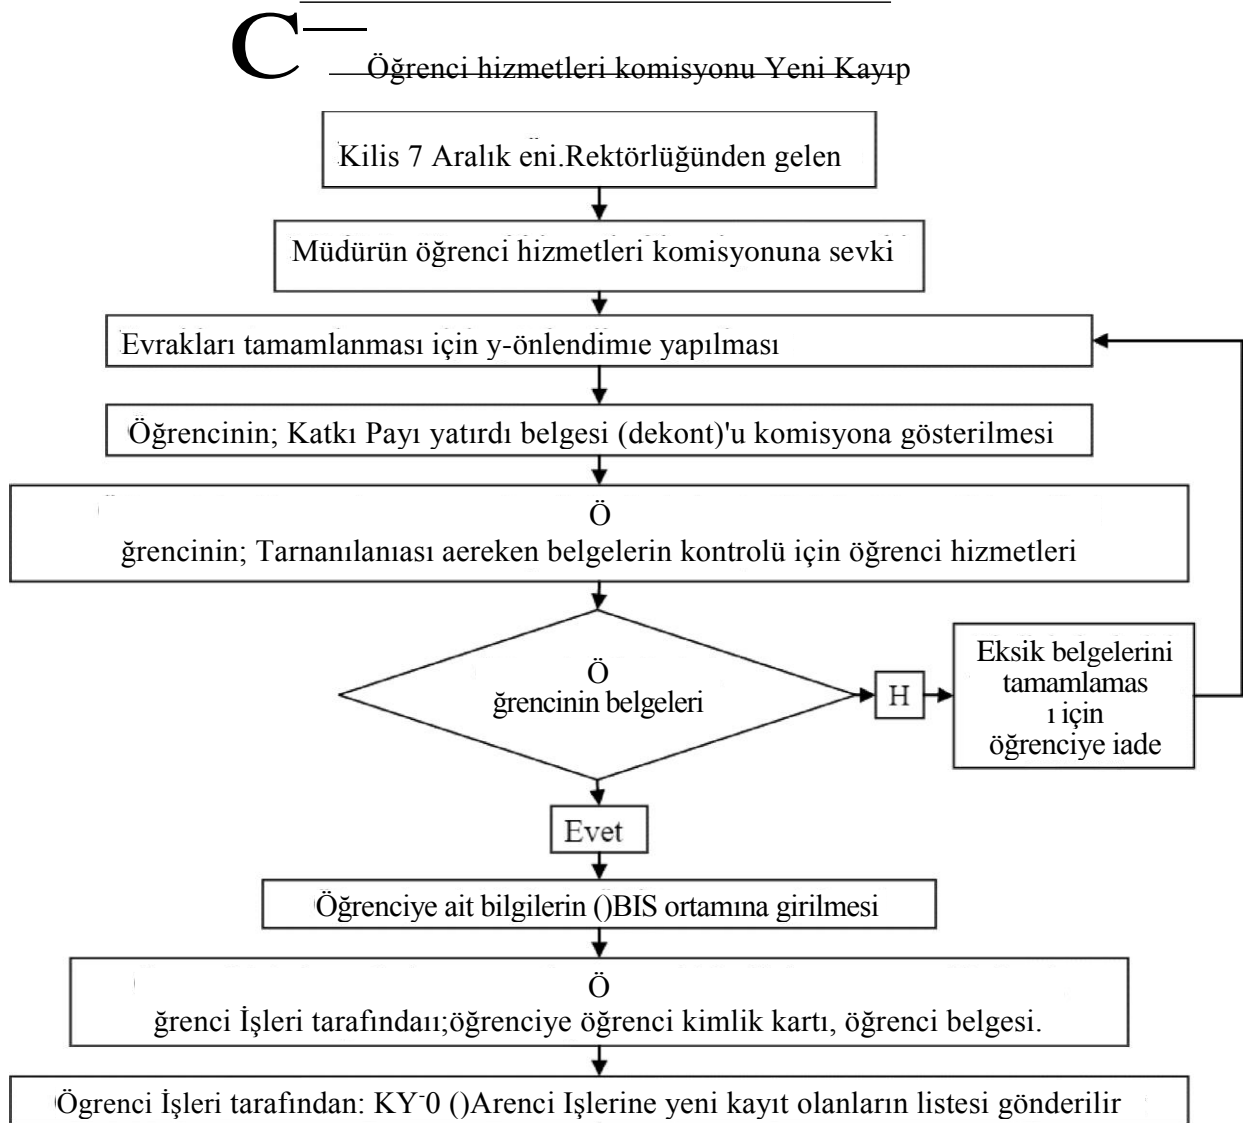 C
Öğrenci hizmetleri komisyonu Yeni Kayıp
Kilis 7 Aralık eni.Rektörlüğünden gelen
Müdürün öğrenci hizmetleri komisyonuna sevki
Evrakları tamamlanması için y-önlendimıe yapılması
Öğrencinin; Katkı Payı yatırdı belgesi (dekont)'u komisyona gösterilmesi
Ö
ğrencinin; Tarnanılanıası aereken belgelerin kontrolü için öğrenci hizmetleri
Ö
ğrencinin belgeleri
H
Eksik belgelerini
tamamlamas
ı için
öğrenciye iade
Evet
Öğrenciye ait bilgilerin ()BIS ortamına girilmesi
Ö
ğrenci İşleri tarafındaıı;öğrenciye öğrenci kimlik kartı, öğrenci belgesi.
Ögrenci İşleri tarafından: KY-0 ()Arenci Işlerine yeni kayıt olanların listesi gönderilir